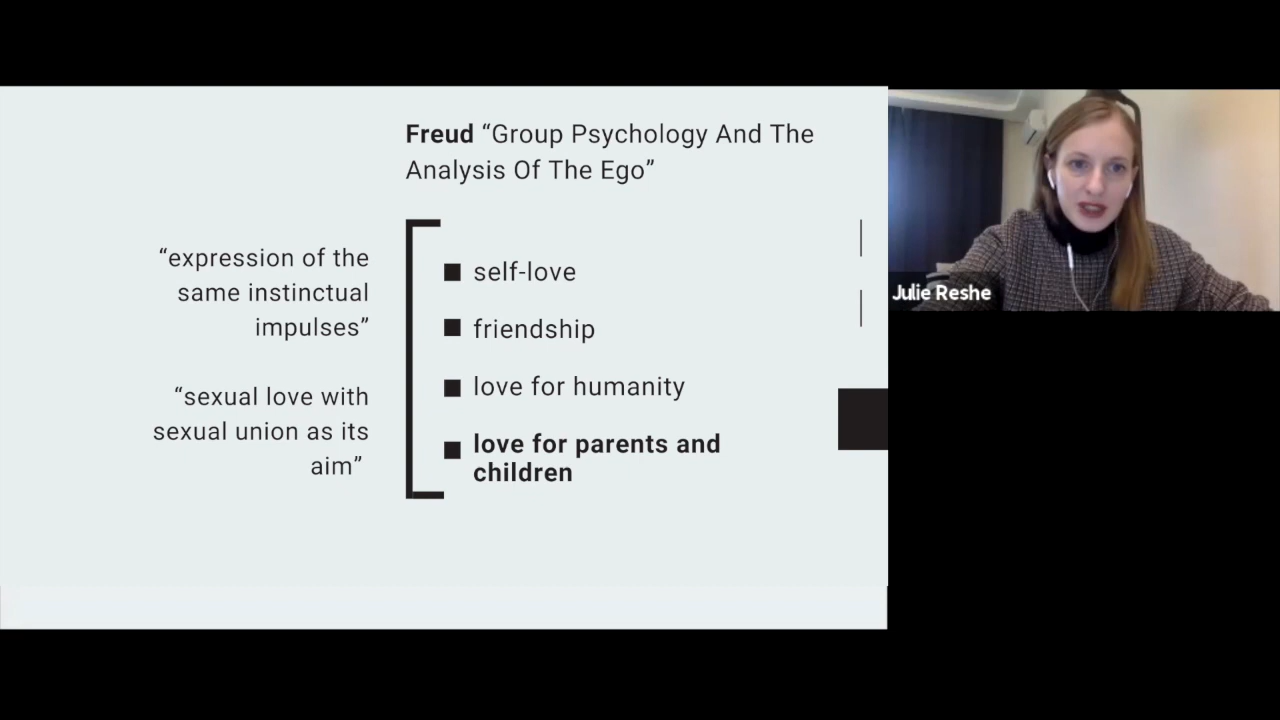 Freud “Group Psychology And The
Analysis Of The Ego”
“expression of the
same instinctual
impulses”
“sexual love with
sexual union as its
aim”
self-love
friendship
love for humanity
love for parents and
children
Julie Reshe